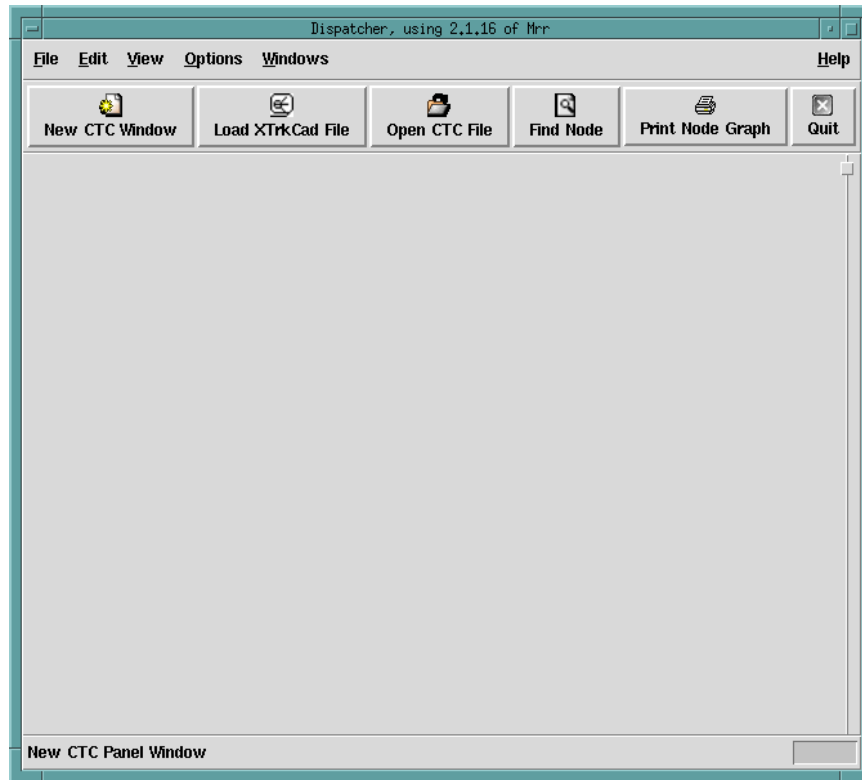 Dispatcher, using 2.1.16 of Mrr
File Edit View Options Windows Help
New CTC Window Load XTrkCad File Open CTC File Find Node Print Node Graph Quit
New CTC Panel Window